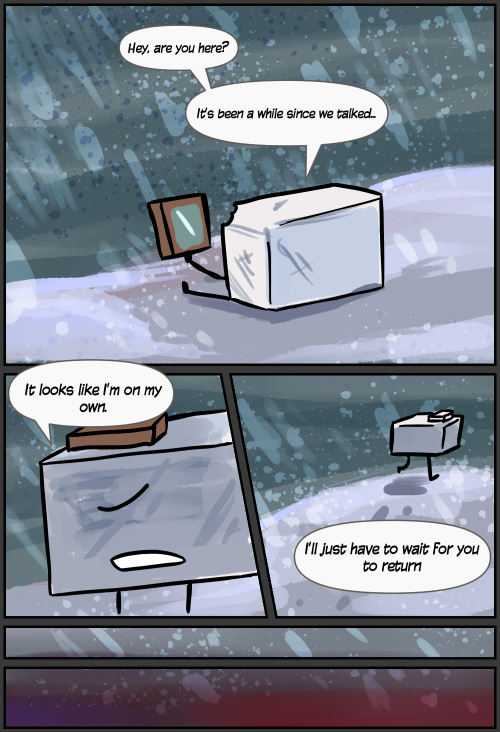 Hey, are you here?
It's been a while since we talked...
It looks like I'm on my
own.
I'll just have to wait for you
to return